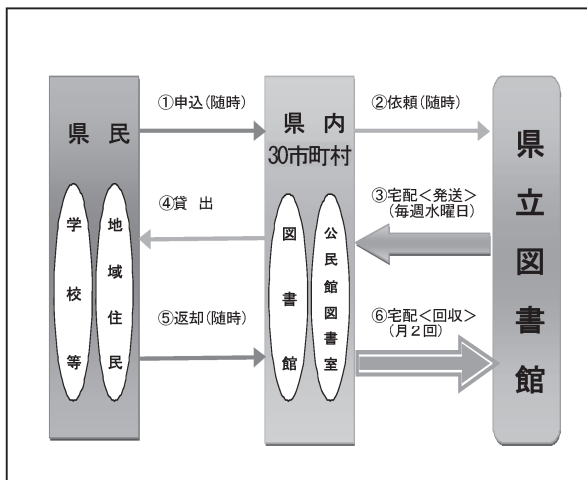 県民
学校等
地域住民
①申込(随時)
④貸 出
⑤返却(随時)
県 内
30市町村
図書館
公民館図書室
②依頼(随時)
③宅配<発送>
(毎週水曜日)
⑥宅配<回収>
(月2回)
県立図書館